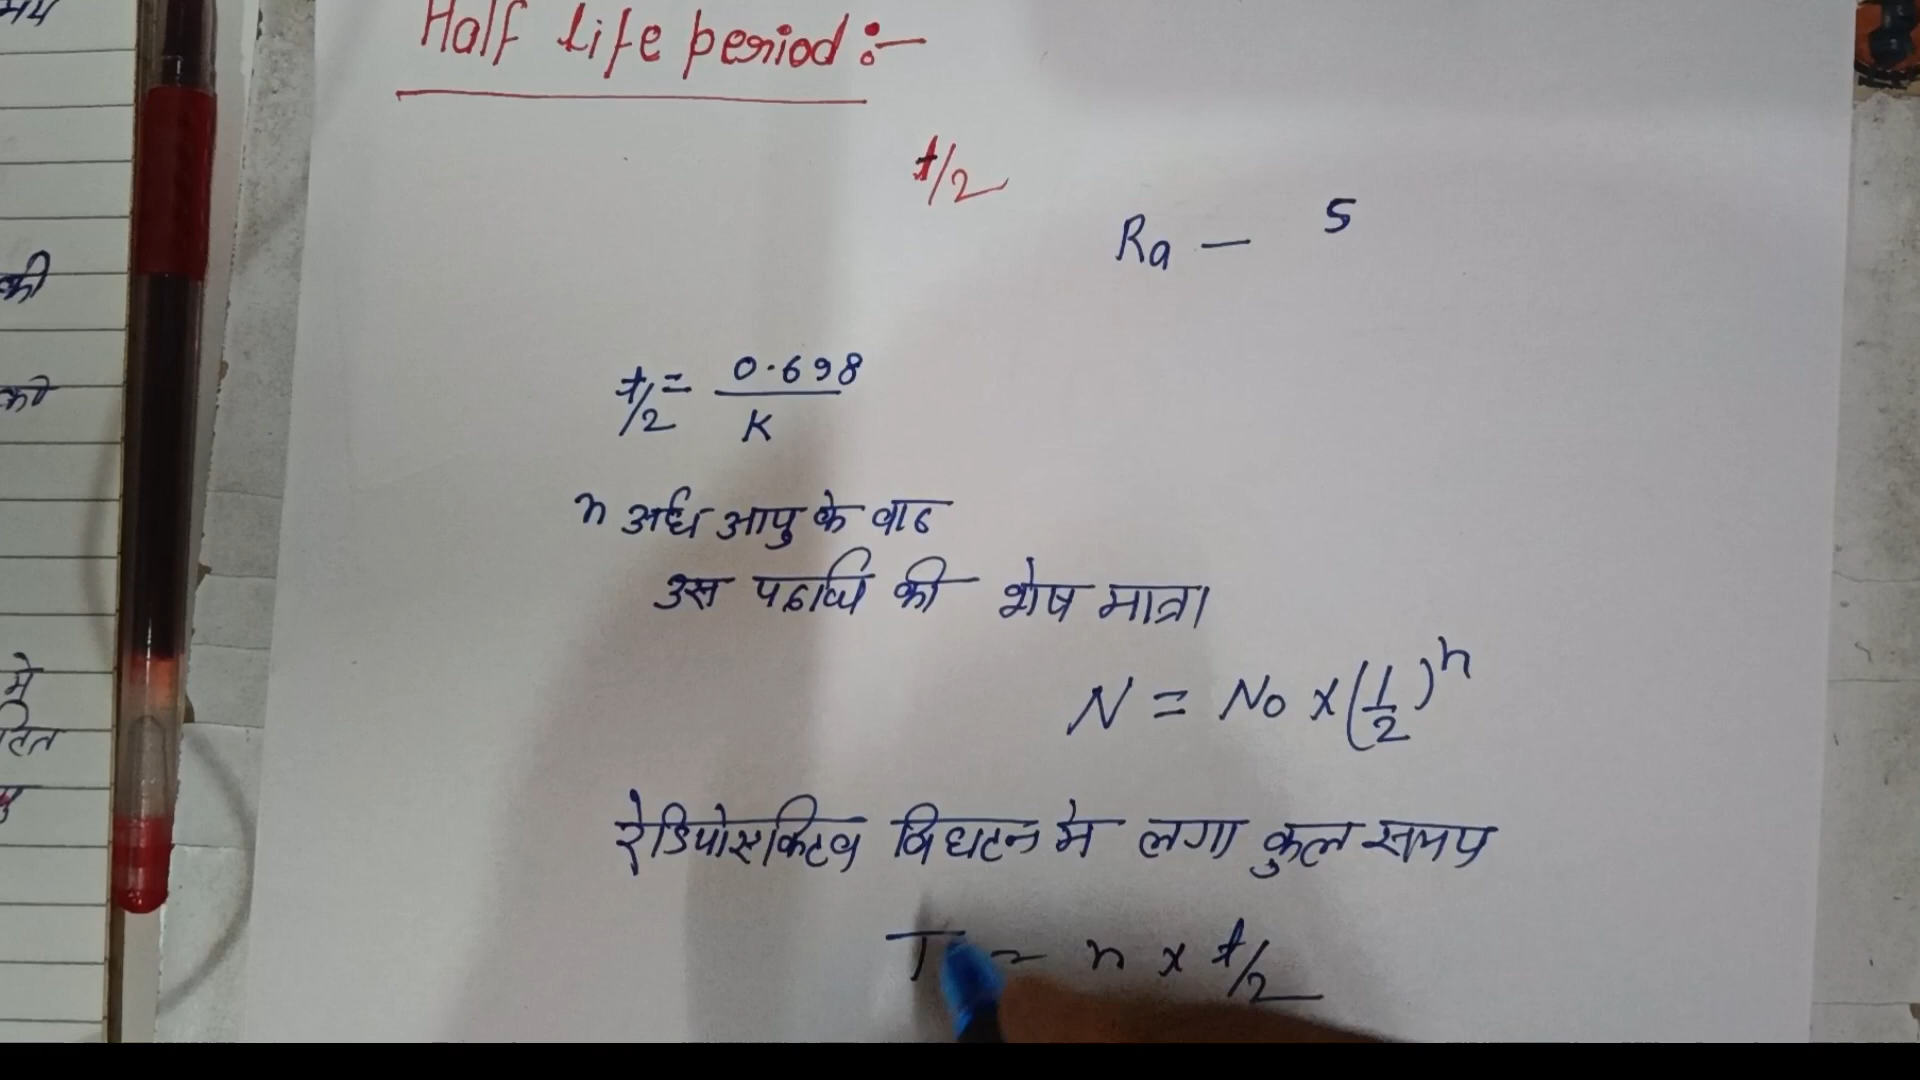 Half life period :-
t/2
Ra — 5
t/2 = 0.698 / K
n अर्ध आयु के बाद
उस पदार्थ की शेष मात्रा
N = No × (1/2)^n
रेडियोएक्टिव विघटन मे लगा कुल समय
T = n × t/2
की
को
मे